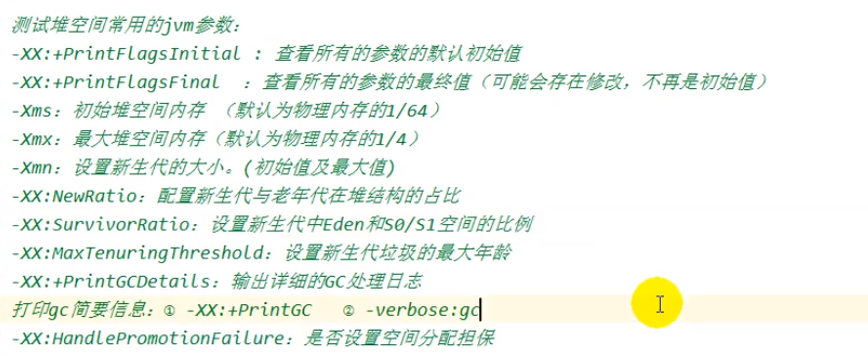 测试堆空间常用的jvm参数：
-XX:+PrintFlagsInitial : 查看所有的参数的默认初始值
-XX:+PrintFlagsFinal ：查看所有的参数的最终值（可能会存在修改，不再是初始值）
-Xms：初始堆空间内存 （默认为物理内存的1/64）
-Xmx：最大堆空间内存（默认为物理内存的1/4）
-Xmn：设置新生代的大小。(初始值及最大值)
-XX:NewRatio：配置新生代与老年代在堆结构的占比
-XX:SurvivorRatio：设置新生代中Eden和S0/S1空间的比例
-XX:MaxTenuringThreshold：设置新生代垃圾的最大年龄
-XX:+PrintGCDetails：输出详细的GC处理日志
打印gc简要信息：① -XX:+PrintGC ② -verbose:gc
-XX:HandlePromotionFailure：是否设置空间分配担保